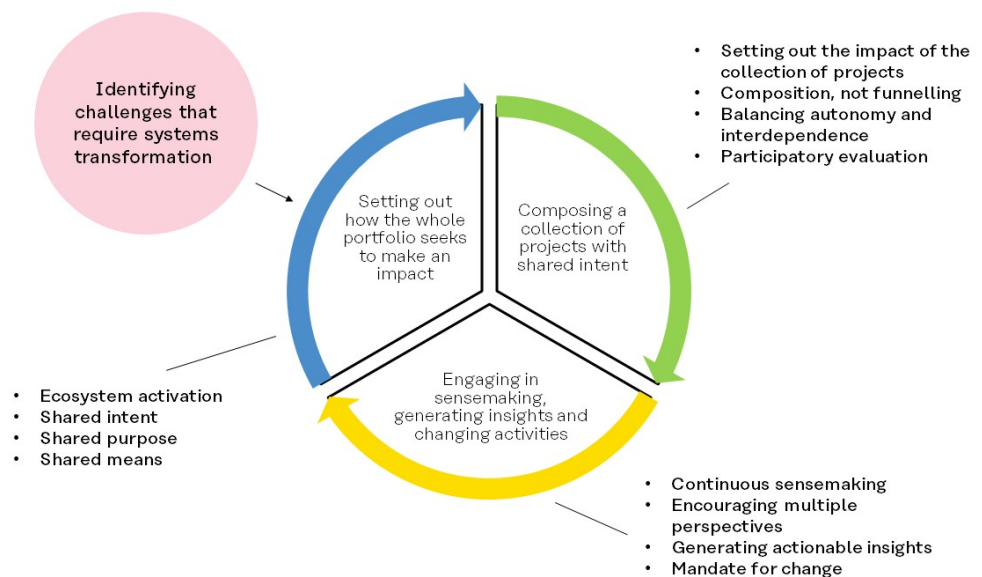 Identifying
challenges that
require systems
transformation
Setting out
how the whole
portfolio seeks
to make an
impact
Composing a
collection of
projects with
shared intent
Engaging in
sensemaking,
generating insights and
changing activities
• Setting out the impact of the
collection of projects
• Composition, not funnelling
• Balancing autonomy and
interdependence
• Participatory evaluation
• Ecosystem activation
• Shared intent
• Shared purpose
• Shared means
• Continuous sensemaking
• Encouraging multiple
perspectives
• Generating actionable insights
• Mandate for change